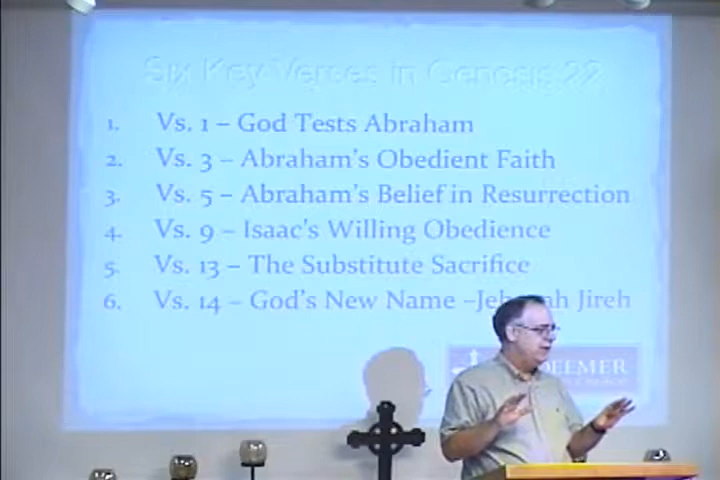 Six Key Verses in Genesis 22
1. Vs. 1 – God Tests Abraham
2. Vs. 3 – Abraham's Obedient Faith
3. Vs. 5 – Abraham's Belief in Resurrection
4. Vs. 9 – Isaac's Willing Obedience
5. Vs. 13 – The Substitute Sacrifice
6. Vs. 14 – God's New Name – Jireh